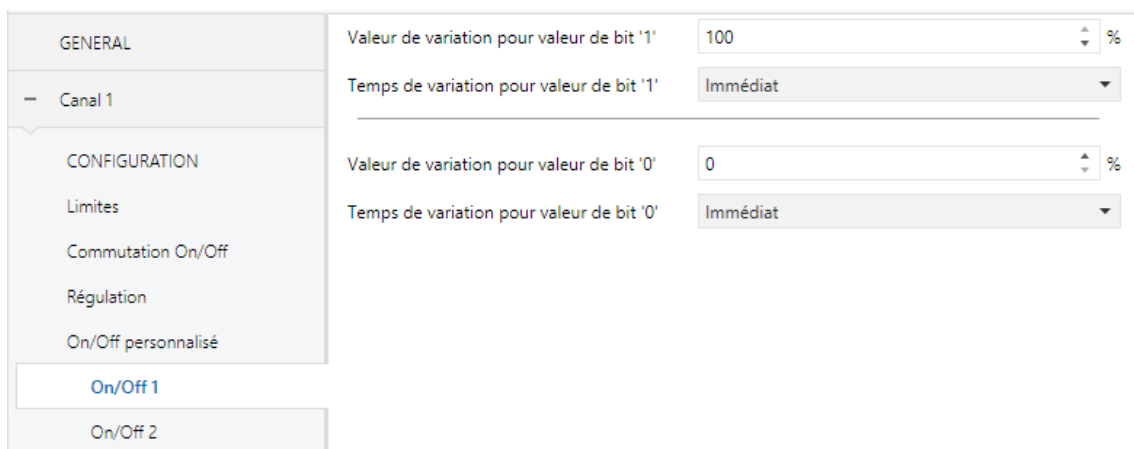 GENERAL
− Canal 1
CONFIGURATION
Limites
Commutation On/Off
Régulation
On/Off personnalisé
On/Off 1
On/Off 2
Valeur de variation pour valeur de bit '1' 100 %
Temps de variation pour valeur de bit '1' Immédiat
Valeur de variation pour valeur de bit '0' 0 %
Temps de variation pour valeur de bit '0' Immédiat